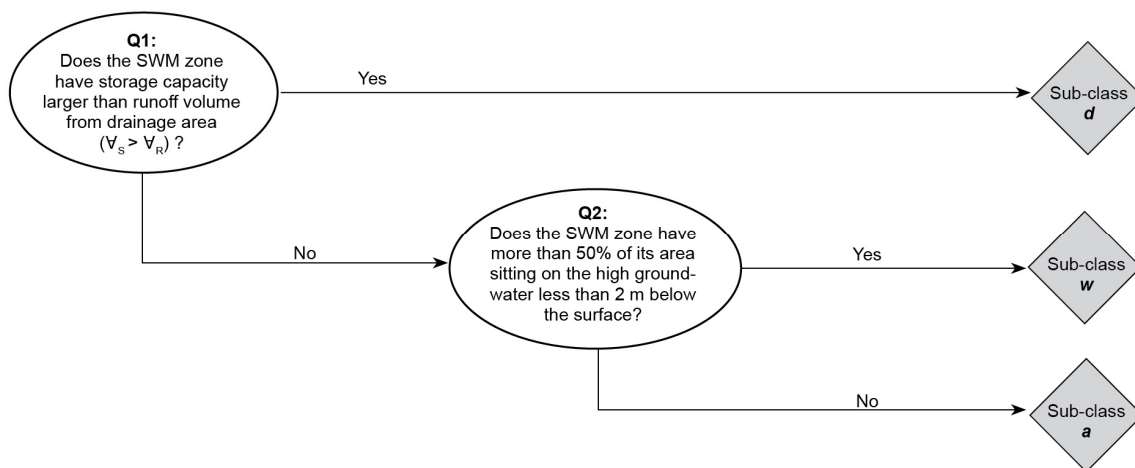 Q1:
Does the SWM zone
have storage capacity
larger than runoff volume
from drainage area
(∀S > ∀R) ?
Yes
Sub-class
d
No
Q2:
Does the SWM zone have
more than 50% of its area
sitting on the high ground-
water less than 2 m below
the surface?
Yes
Sub-class
w
No
Sub-class
a